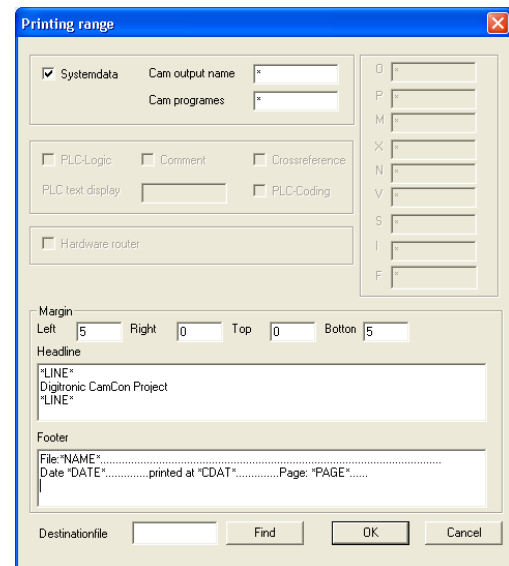 Printing range
Systemdata
Cam output name *
Cam programes *
O *
P *
M *
X *
N *
V *
S *
I *
F *
PLC-Logic
Comment
Crossreference
PLC text display
PLC-Coding
Hardware router
Margin
Left 5 Right 0 Top 0 Botton 5
Headline
*LINE*
Digitronic CamCon Project
*LINE*
Footer
File:*NAME*.......................................................................................................................
Date *DATE*..............printed at *CDAT*..............Page: *PAGE*......
Destinationfile
Find
OK
Cancel